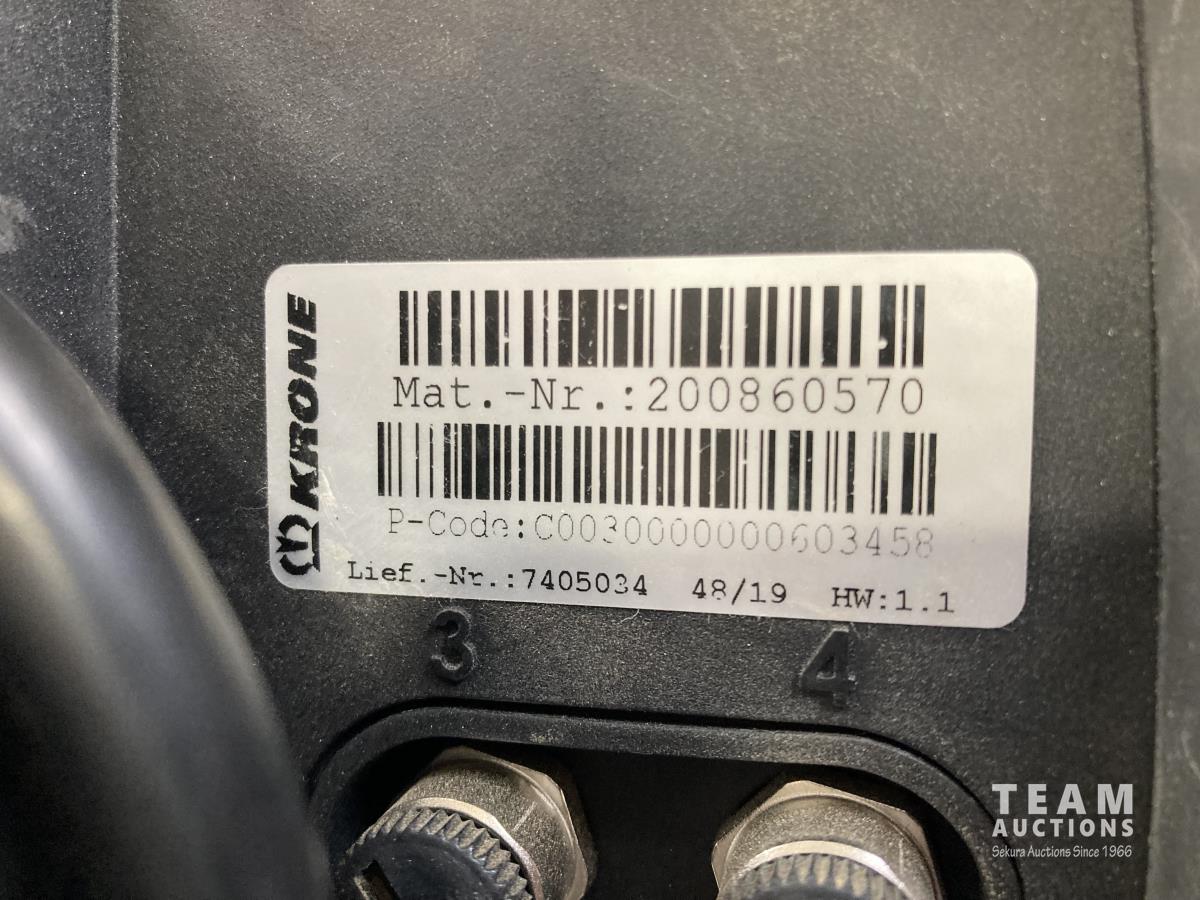 KRONE
Mat.-Nr.:200860570
P-Code:C0030000000603458
Lief.-Nr.:7405034 48/19 HW:1.1
3 4
TEAM
AUCTIONS
Sekura Auctions Since 1966